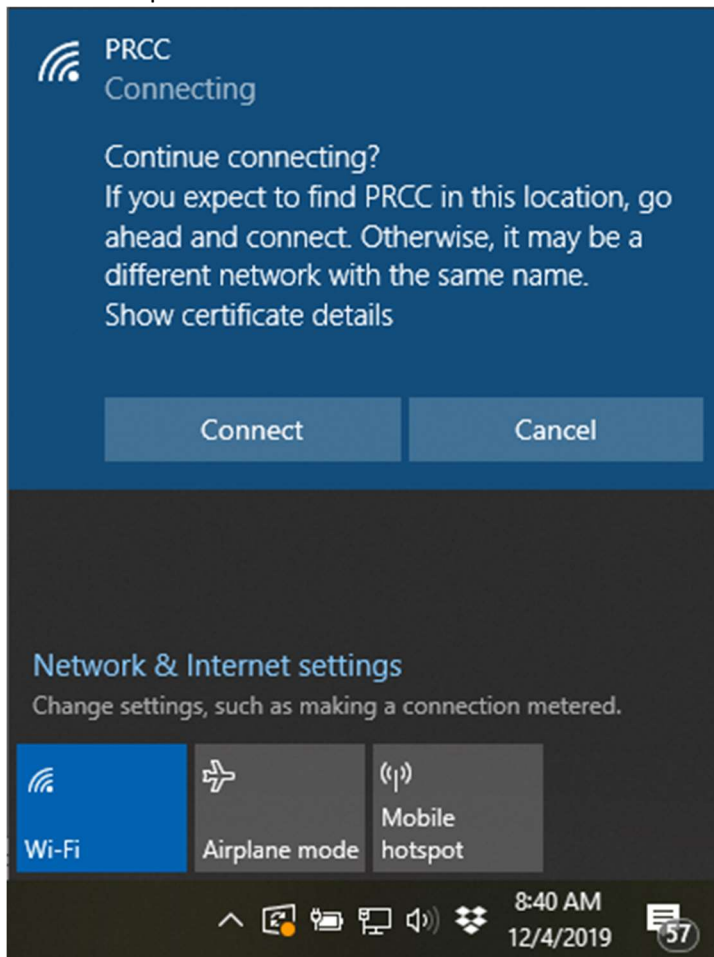 PRCC
Connecting
Continue connecting?
If you expect to find PRCC in this location, go
ahead and connect. Otherwise, it may be a
different network with the same name.
Show certificate details
Connect
Cancel
Network & Internet settings
Change settings, such as making a connection metered.
Wi-Fi
Airplane mode
Mobile
hotspot
8:40 AM
12/4/2019
57